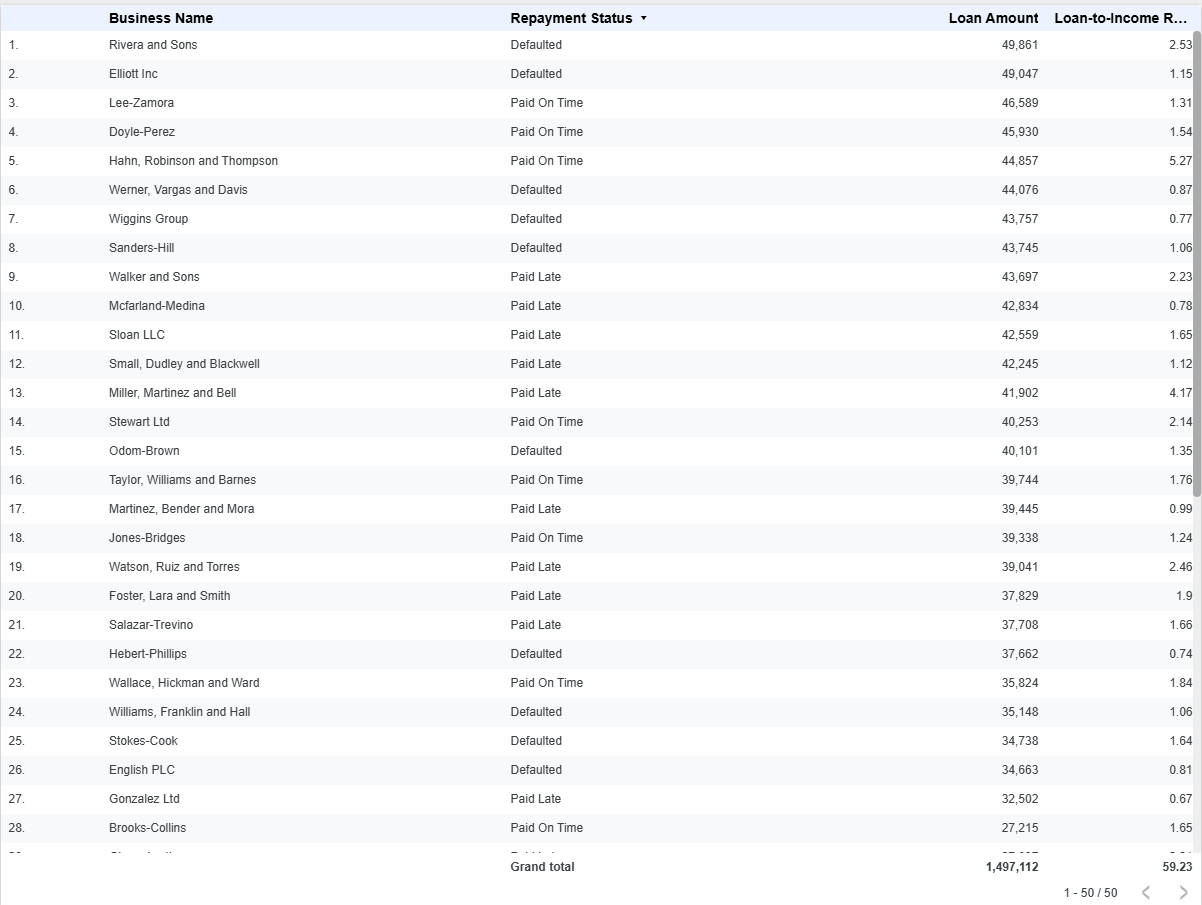 Business Name Repayment Status Loan Amount Loan-to-Income R...
1. Rivera and Sons Defaulted 49,861 2.53
2. Elliott Inc Defaulted 49,047 1.15
3. Lee-Zamora Paid On Time 46,589 1.31
4. Doyle-Perez Paid On Time 45,930 1.54
5. Hahn, Robinson and Thompson Paid On Time 44,857 5.27
6. Werner, Vargas and Davis Defaulted 44,076 0.87
7. Wiggins Group Defaulted 43,757 0.77
8. Sanders-Hill Defaulted 43,745 1.06
9. Walker and Sons Paid Late 43,697 2.23
10. Mcfarland-Medina Paid Late 42,834 0.78
11. Sloan LLC Paid Late 42,559 1.65
12. Small, Dudley and Blackwell Paid Late 42,245 1.12
13. Miller, Martinez and Bell Paid Late 41,902 4.17
14. Stewart Ltd Paid On Time 40,253 2.14
15. Odom-Brown Defaulted 40,101 1.35
16. Taylor, Williams and Barnes Paid On Time 39,744 1.76
17. Martinez, Bender and Mora Paid Late 39,445 0.99
18. Jones-Bridges Paid On Time 39,338 1.24
19. Watson, Ruiz and Torres Paid Late 39,041 2.46
20. Foster, Lara and Smith Paid Late 37,829 1.9
21. Salazar-Trevino Paid Late 37,708 1.66
22. Hebert-Phillips Defaulted 37,662 0.74
23. Wallace, Hickman and Ward Paid On Time 35,824 1.84
24. Williams, Franklin and Hall Defaulted 35,148 1.06
25. Stokes-Cook Defaulted 34,738 1.64
26. English PLC Defaulted 34,663 0.81
27. Gonzalez Ltd Paid Late 32,502 0.67
28. Brooks-Collins Paid On Time 27,215 1.65
Grand total 1,497,112 59.23
1 - 50 / 50